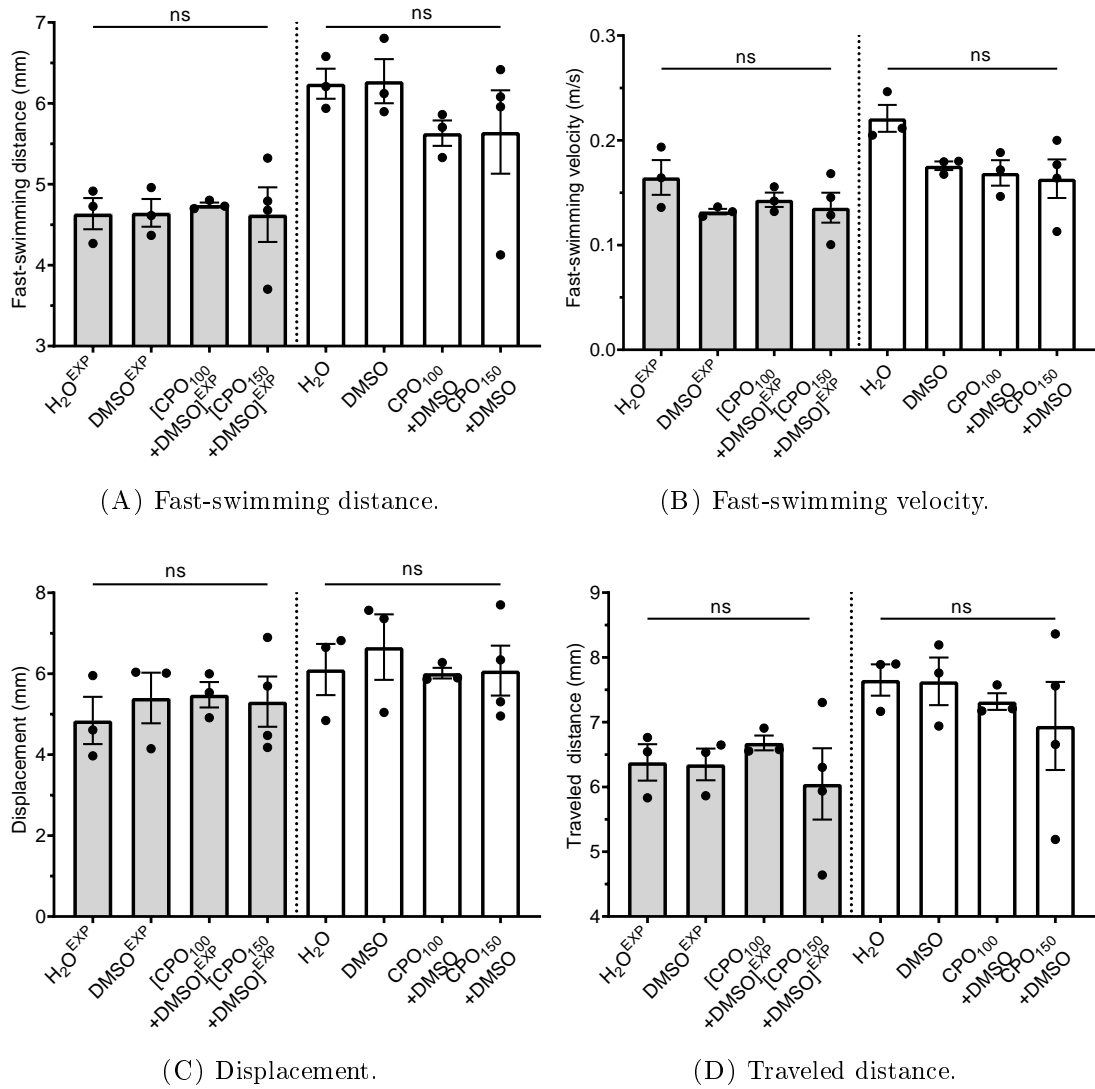 ns
ns
Fast-swimming distance (mm)
7
6
5
4
3
H₂Oᴱˣᴾ
DMSOᴱˣᴾ
[CPO₁₀₀
+DMSO]ᴱˣᴾ
[CPO₁₅₀
+DMSO]ᴱˣᴾ
H₂O
DMSO
CPO₁₀₀
+DMSO
CPO₁₅₀
+DMSO
(A) Fast-swimming distance.
ns
ns
Fast-swimming velocity (m/s)
0.3
0.2
0.1
0.0
H₂Oᴱˣᴾ
DMSOᴱˣᴾ
[CPO₁₀₀
+DMSO]ᴱˣᴾ
[CPO₁₅₀
+DMSO]ᴱˣᴾ
H₂O
DMSO
CPO₁₀₀
+DMSO
CPO₁₅₀
+DMSO
(B) Fast-swimming velocity.
ns
ns
Displacement (mm)
8
6
4
2
0
H₂Oᴱˣᴾ
DMSOᴱˣᴾ
[CPO₁₀₀
+DMSO]ᴱˣᴾ
[CPO₁₅₀
+DMSO]ᴱˣᴾ
H₂O
DMSO
CPO₁₀₀
+DMSO
CPO₁₅₀
+DMSO
(C) Displacement.
ns
ns
Traveled distance (mm)
9
8
7
6
5
4
H₂Oᴱˣᴾ
DMSOᴱˣᴾ
[CPO₁₀₀
+DMSO]ᴱˣᴾ
[CPO₁₅₀
+DMSO]ᴱˣᴾ
H₂O
DMSO
CPO₁₀₀
+DMSO
CPO₁₅₀
+DMSO
(D) Traveled distance.